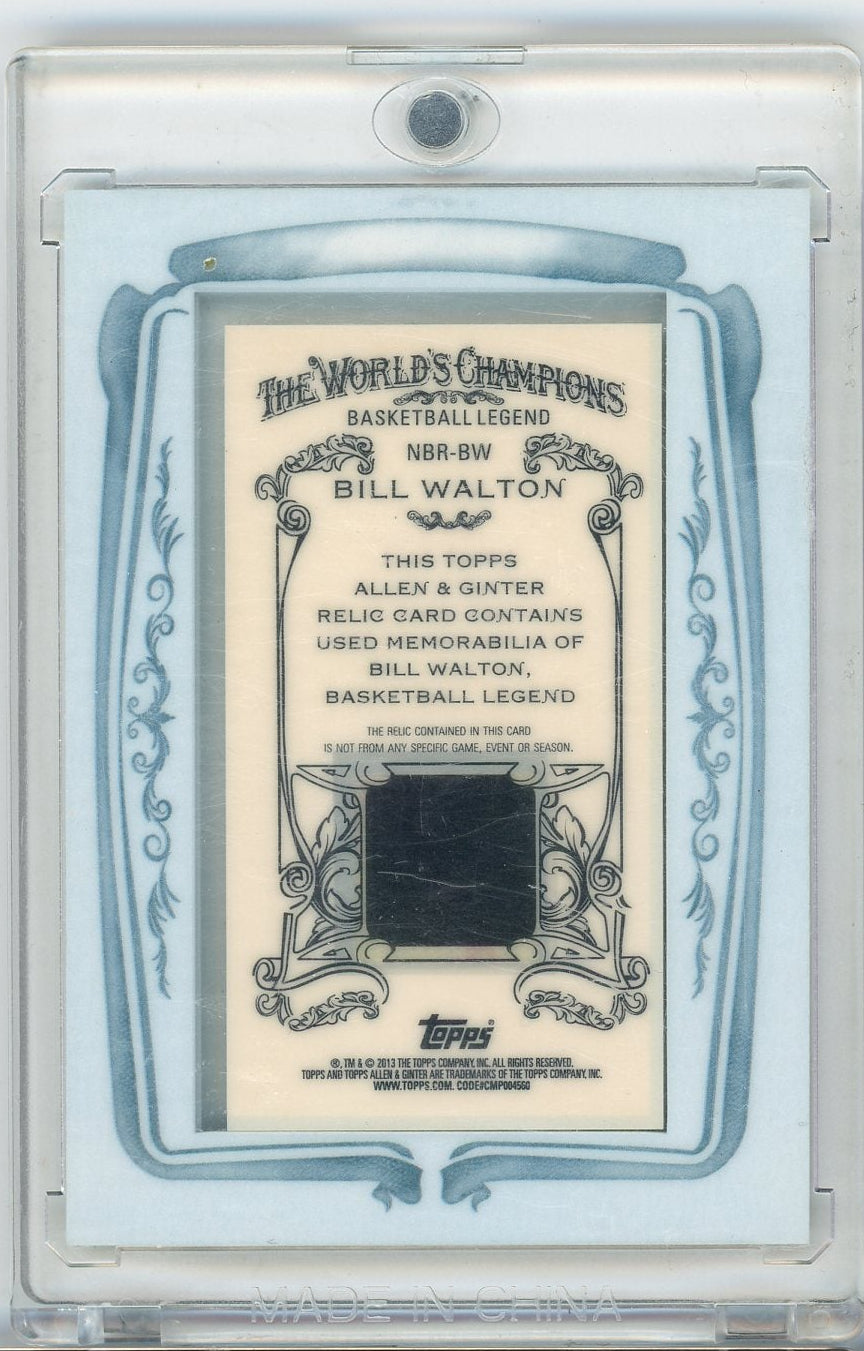 THE WORLD'S CHAMPIONS
BASKETBALL LEGEND
NBR-BW
BILL WALTON
THIS TOPPS
ALLEN & GINTER
RELIC CARD CONTAINS
USED MEMORABILIA OF
BILL WALTON,
BASKETBALL LEGEND
THE RELIC CONTAINED IN THIS CARD
IS NOT FROM ANY SPECIFIC GAME, EVENT OR SEASON.
topps®
®, TM & © 2013 THE TOPPS COMPANY, INC. ALL RIGHTS RESERVED.
TOPPS AND TOPPS ALLEN & GINTER ARE TRADEMARKS OF THE TOPPS COMPANY, INC.
WWW.TOPPS.COM. CODE#CMP004560
MADE IN CHINA